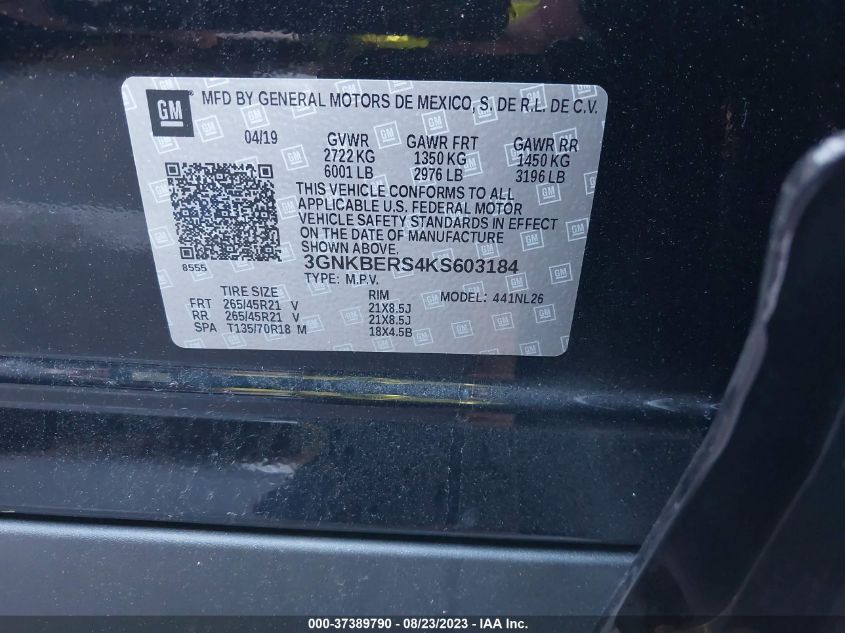 GM ® MFD BY GENERAL MOTORS DE MEXICO, S. DE R.L. DE C.V.
04/19 GVWR GAWR FRT GAWR RR
2722 KG 1350 KG 1450 KG
6001 LB 2976 LB 3196 LB
THIS VEHICLE CONFORMS TO ALL
APPLICABLE U.S. FEDERAL MOTOR
VEHICLE SAFETY STANDARDS IN EFFECT
ON THE DATE OF MANUFACTURE
SHOWN ABOVE.
8555 3GNKBERS4KS603184
TYPE: M.P.V.
TIRE SIZE RIM MODEL: 441NL26
FRT 265/45R21 V 21X8.5J
RR 265/45R21 V 21X8.5J
SPA T135/70R18 M 18X4.5B
000-37389790 - 08/23/2023 - IAA Inc.